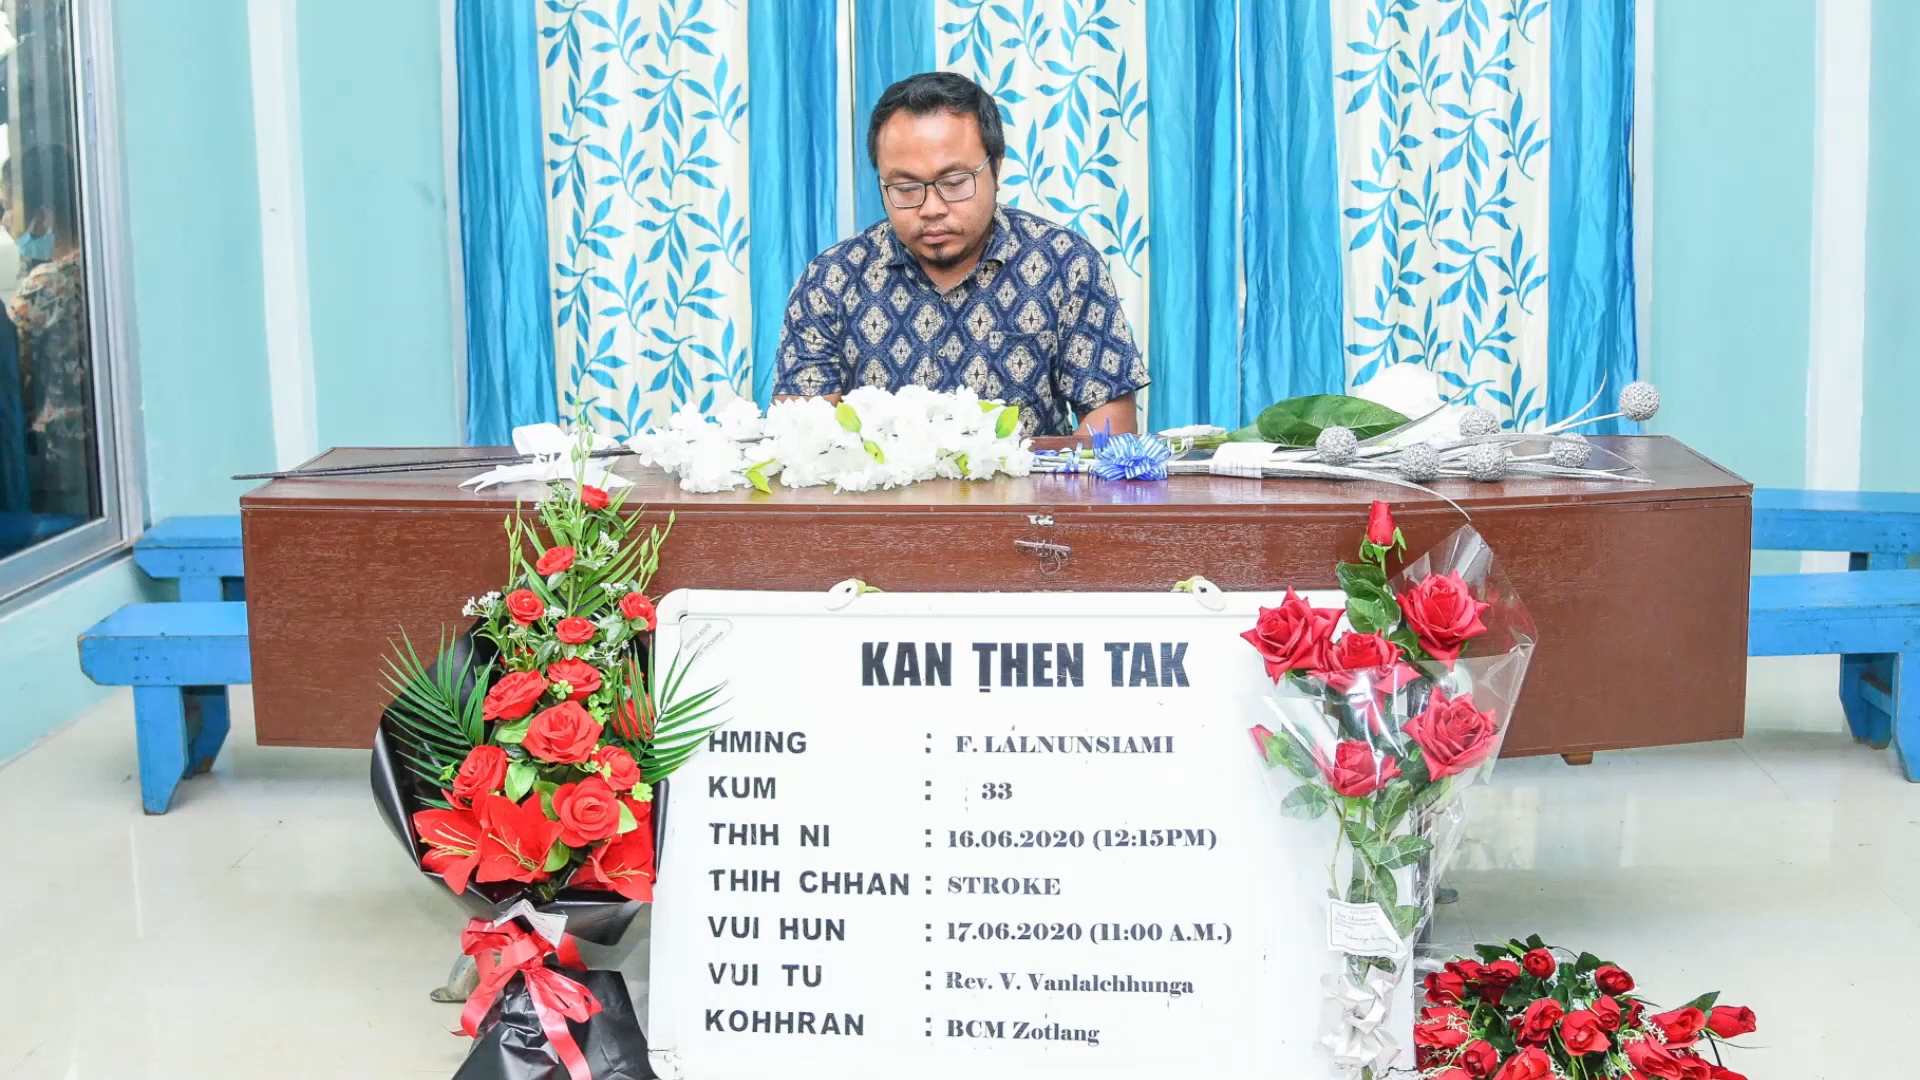 KAN ṬHEN TAK
HMING : F. LALNUNSIAMI
KUM : 33
THIH NI : 16.06.2020 (12:15PM)
THIH CHHAN : STROKE
VUI HUN : 17.06.2020 (11:00 A.M.)
VUI TU : Rev. V. Vanlalchhunga
KOHHRAN : BCM Zotlang